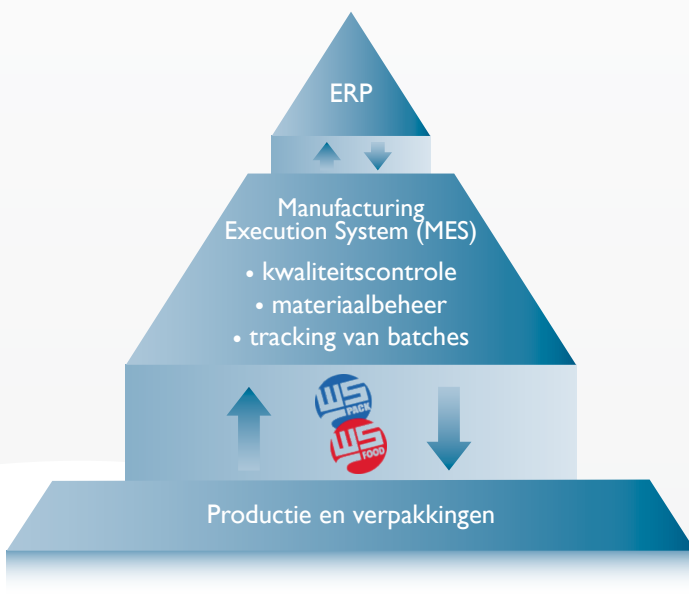 ERP
Manufacturing
Execution System (MES)
• kwaliteitscontrole
• materiaalbeheer
• tracking van batches
WS
PACK
WS
FOOD
Productie en verpakkingen